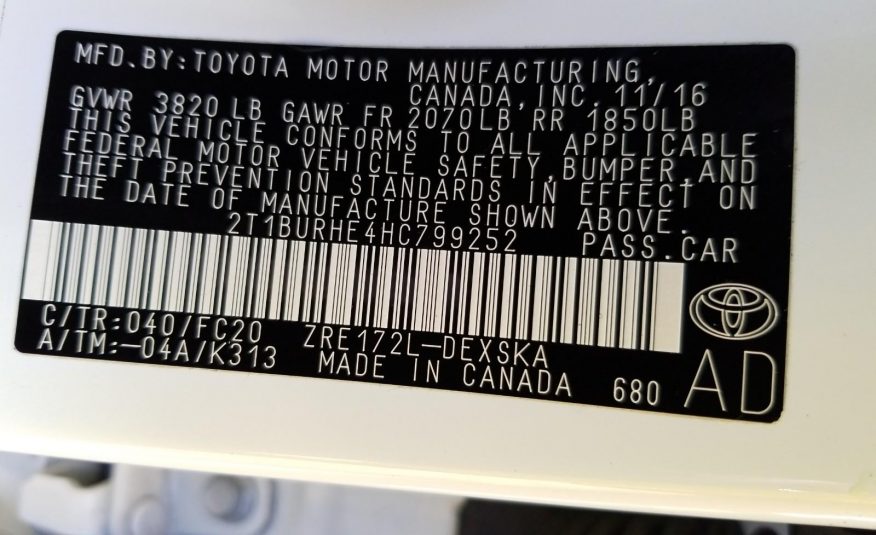 MFD.BY:TOYOTA MOTOR MANUFACTURING,
CANADA,INC. 11/16
GVWR 3820 LB GAWR FR 2070LB RR 1850LB
THIS VEHICLE CONFORMS TO ALL APPLICABLE
FEDERAL MOTOR VEHICLE SAFETY,BUMPER,AND
THEFT PREVENTION STANDARDS IN EFFECT ON
THE DATE OF MANUFACTURE SHOWN ABOVE.
2T1BURHE4HC799252 PASS.CAR
C/TR:040/FC20 ZRE172L-DEXSKA
A/TM:-04A/K313 MADE IN CANADA 680 AD